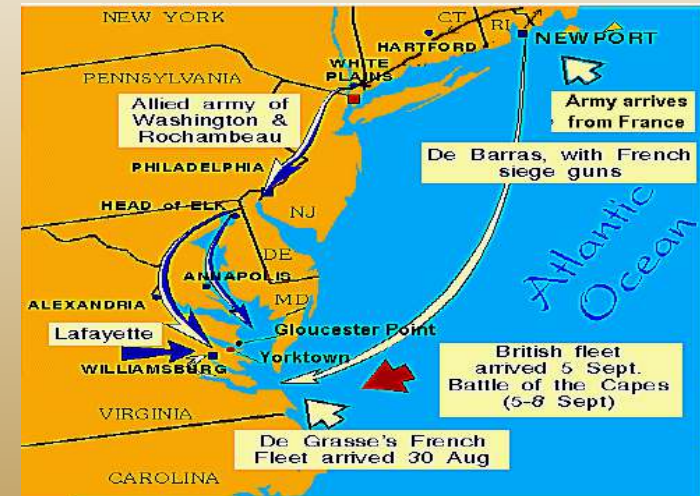 NEW YORK
CT
RI
HARTFORD
NEWPORT
WHITE
PLAINS
PENNSYLVANIA
Allied army of
Washington &
Rochambeau
Army arrives
from France
De Barras, with French
siege guns
PHILADELPHIA
HEAD of ELK
NJ
DE
ANNAPOLIS
MD
ALEXANDRIA
Atlantic
Ocean
Lafayette
Gloucester Point
Yorktown
WILLIAMSBURG
British fleet
arrived 5 Sept.
Battle of the Capes
(5-8 Sept)
VIRGINIA
De Grasse's French
Fleet arrived 30 Aug
CAROLINA